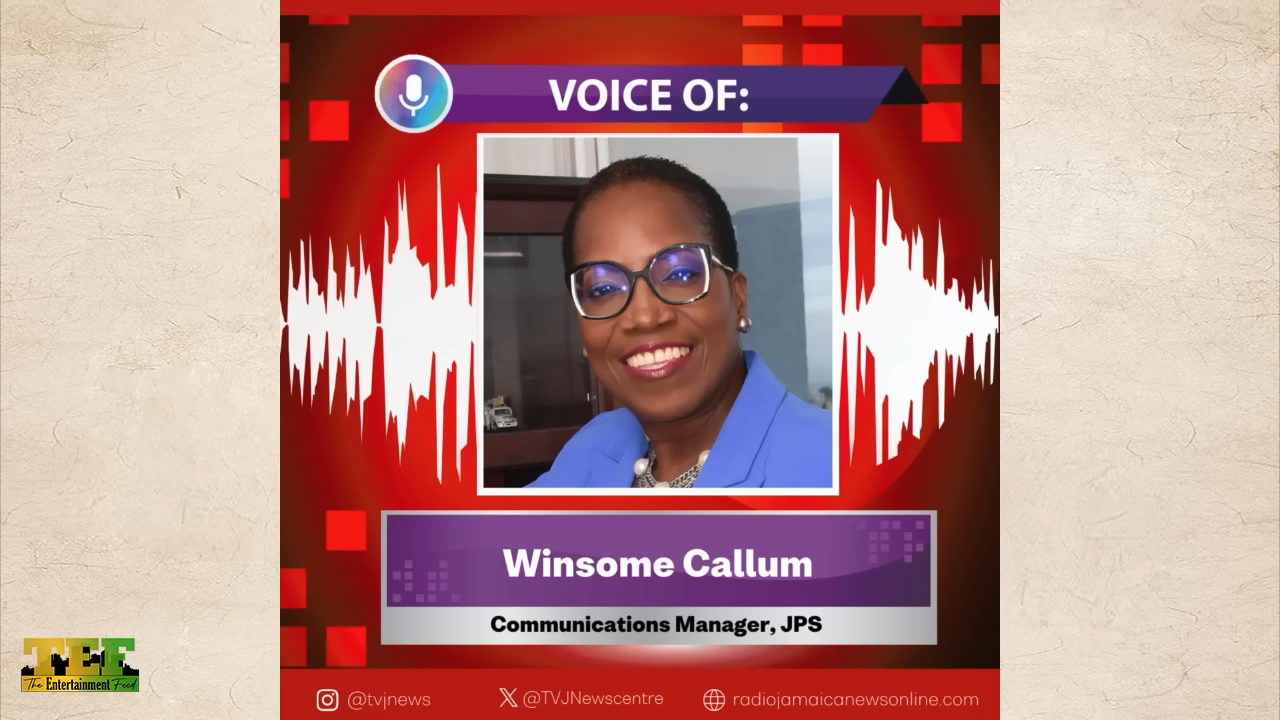 VOICE OF:
Winsome Callum
Communications Manager, JPS
TEF
The Entertainment Feed
@tvjnews
@TVJNewscentre
radiojamaicanewsonline.com